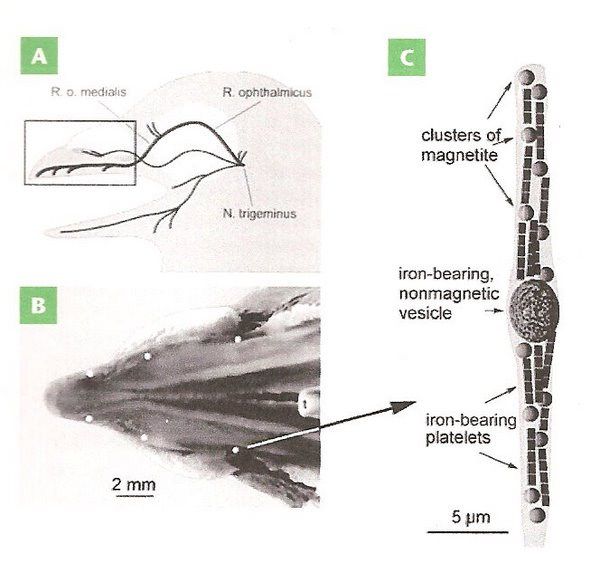 A
R. o. medialis
R. ophthalmicus
N. trigeminus
B
2 mm
C
clusters of
magnetite
iron-bearing,
nonmagnetic
vesicle
iron-bearing
platelets
5 µm